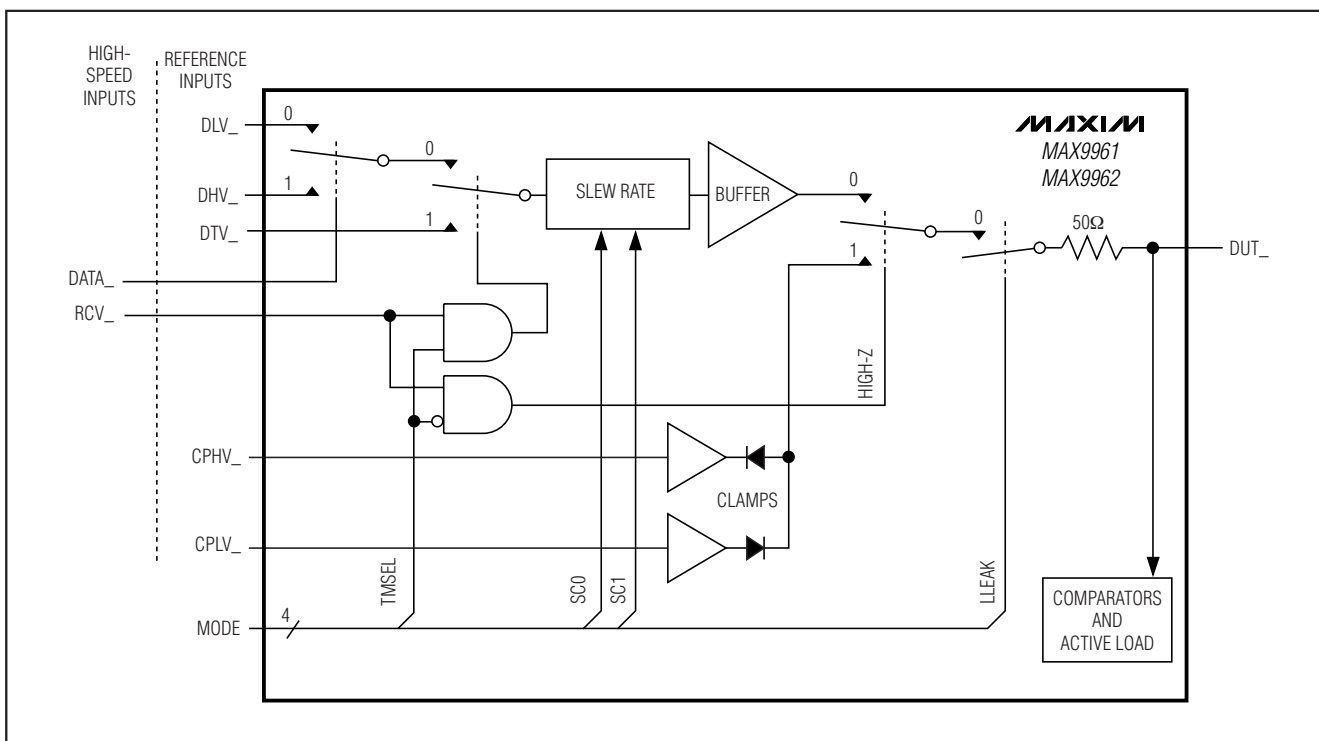 HIGH-
SPEED
INPUTS
REFERENCE
INPUTS
DLV_
0
DHV_
1
0
DTV_
1
DATA_
RCV_
SLEW RATE
BUFFER
0
1
0
MAXIM
MAX9961
MAX9962
50Ω
DUT_
HIGH-Z
CPHV_
CLAMPS
CPLV_
TMSEL
SC0
SC1
LLEAK
MODE
4
COMPARATORS
AND
ACTIVE LOAD